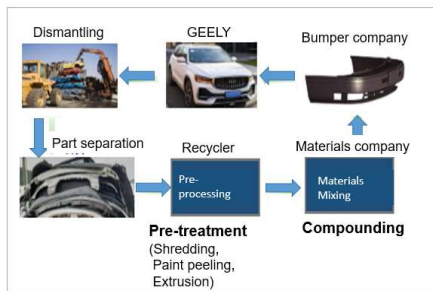 Dismantling
GEELY
Bumper company
Part separation
Recycler
Materials company
Pre-
processing
Materials
Mixing
Pre-treatment
(Shredding,
Paint peeling,
Extrusion)
Compounding